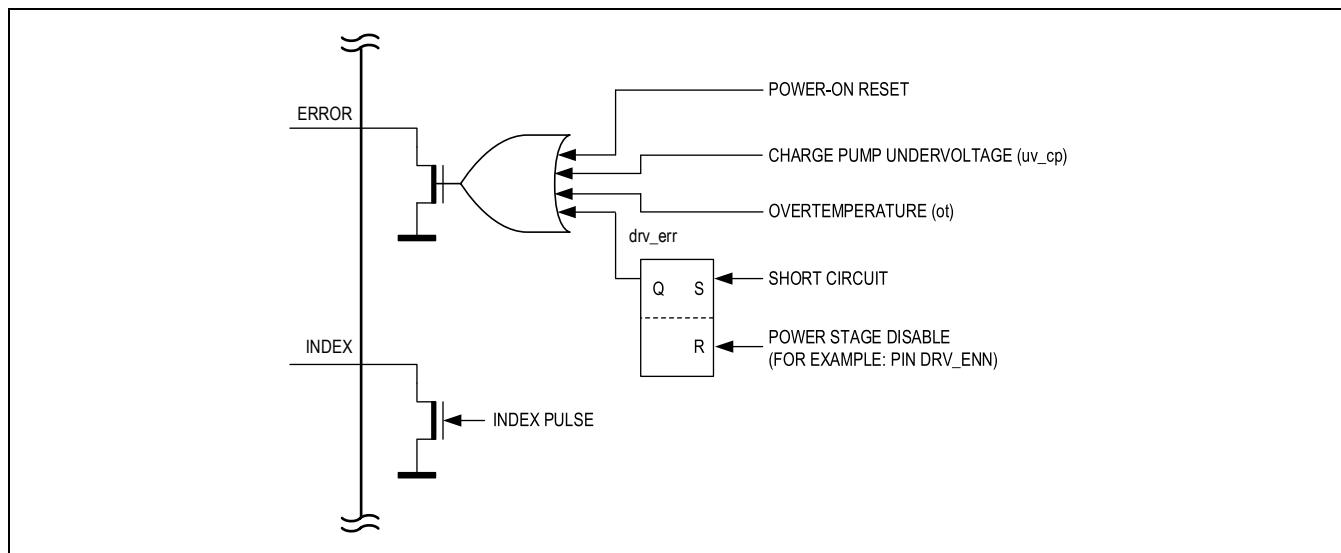 POWER-ON RESET
ERROR
CHARGE PUMP UNDERVOLTAGE (uv_cp)
OVERTEMPERATURE (ot)
drv_err
Q S
SHORT CIRCUIT
R
POWER STAGE DISABLE
(FOR EXAMPLE: PIN DRV_ENN)
INDEX
INDEX PULSE